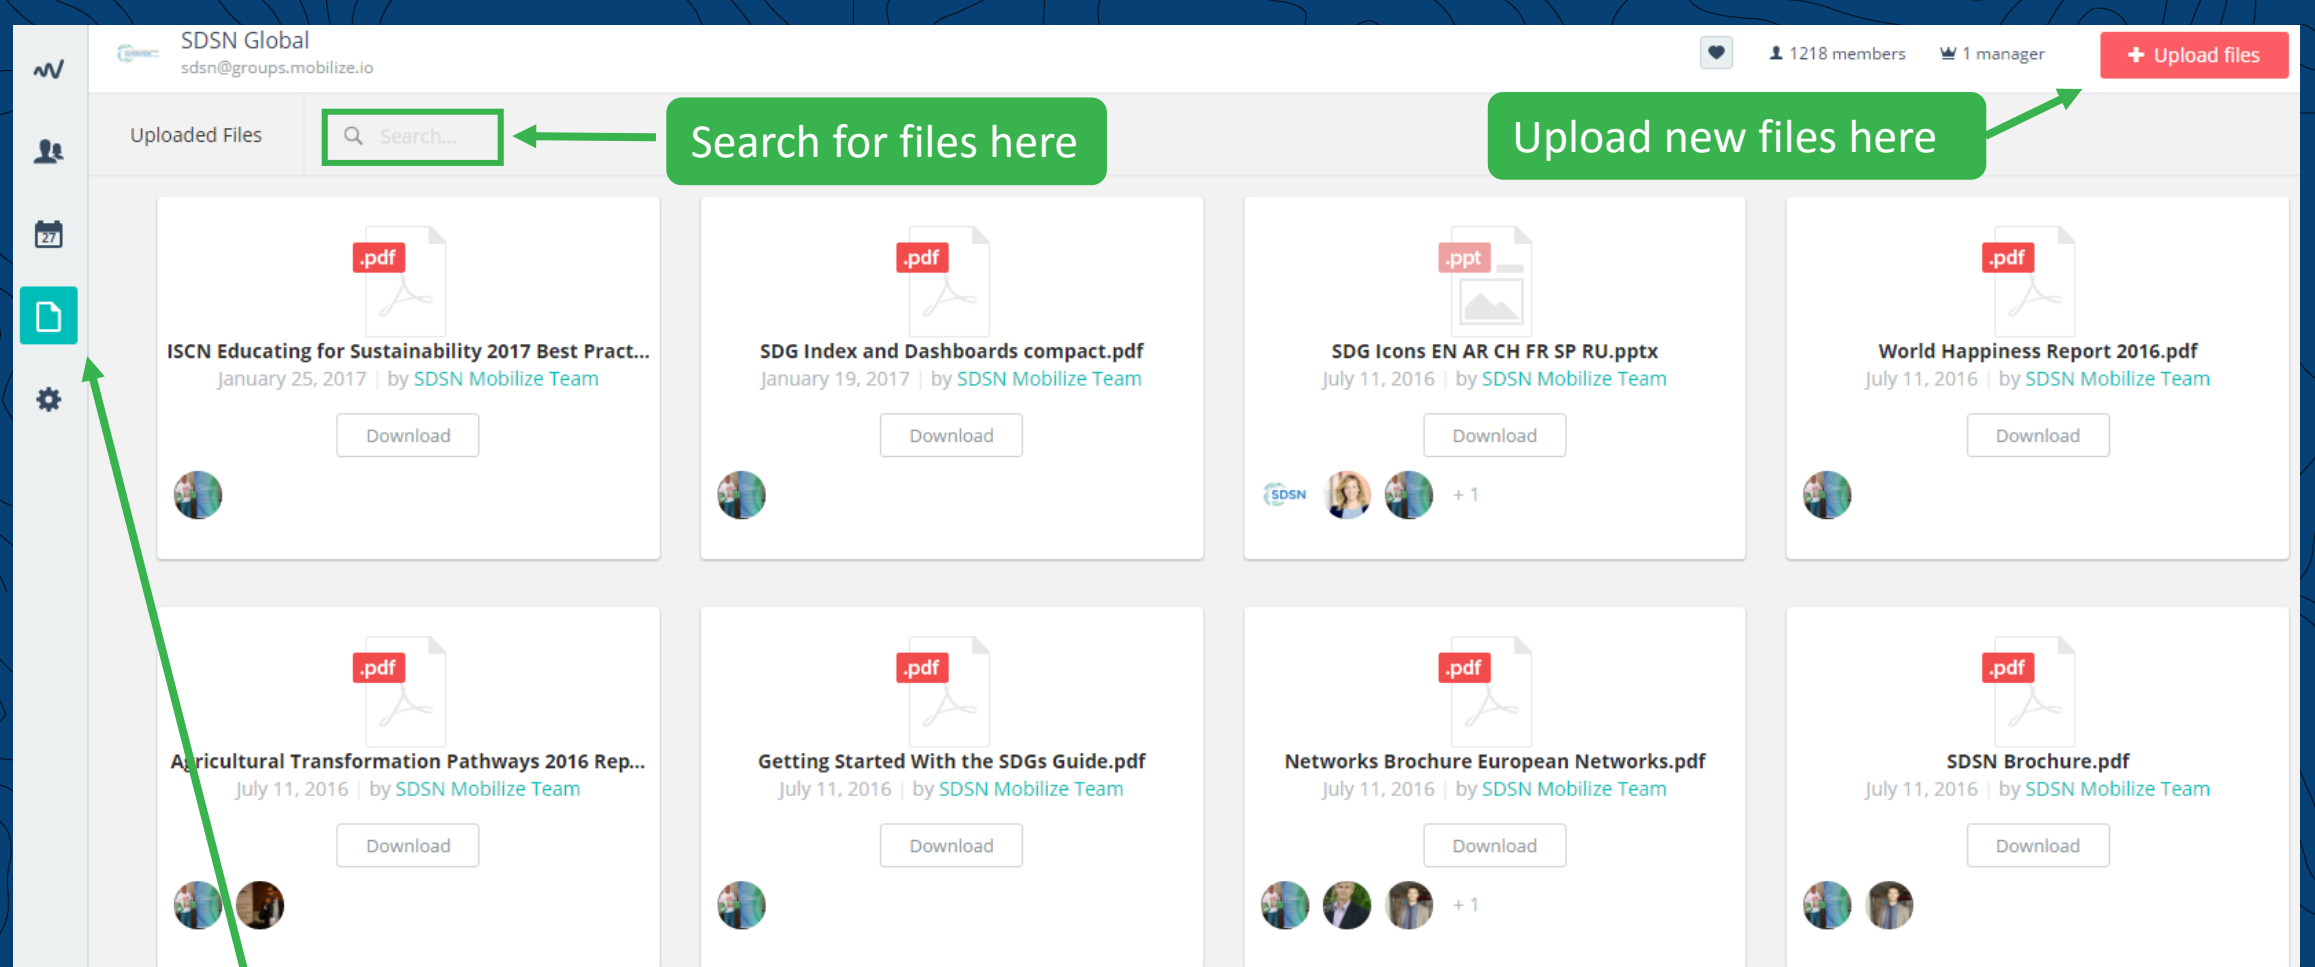 SDSN Global
sdsn@groups.mobilize.io
1218 members
1 manager
+ Upload files
Uploaded Files
Search...
Search for files here
Upload new files here
27
.pdf
ISCN Educating for Sustainability 2017 Best Pract...
January 25, 2017 | by SDSN Mobilize Team
Download
.pdf
SDG Index and Dashboards compact.pdf
January 19, 2017 | by SDSN Mobilize Team
Download
.ppt
SDG Icons EN AR CH FR SP RU.pptx
July 11, 2016 | by SDSN Mobilize Team
Download
SDSN
+ 1
.pdf
World Happiness Report 2016.pdf
July 11, 2016 | by SDSN Mobilize Team
Download
.pdf
Agricultural Transformation Pathways 2016 Rep...
July 11, 2016 | by SDSN Mobilize Team
Download
.pdf
Getting Started With the SDGs Guide.pdf
July 11, 2016 | by SDSN Mobilize Team
Download
.pdf
Networks Brochure European Networks.pdf
July 11, 2016 | by SDSN Mobilize Team
Download
+ 1
.pdf
SDSN Brochure.pdf
July 11, 2016 | by SDSN Mobilize Team
Download